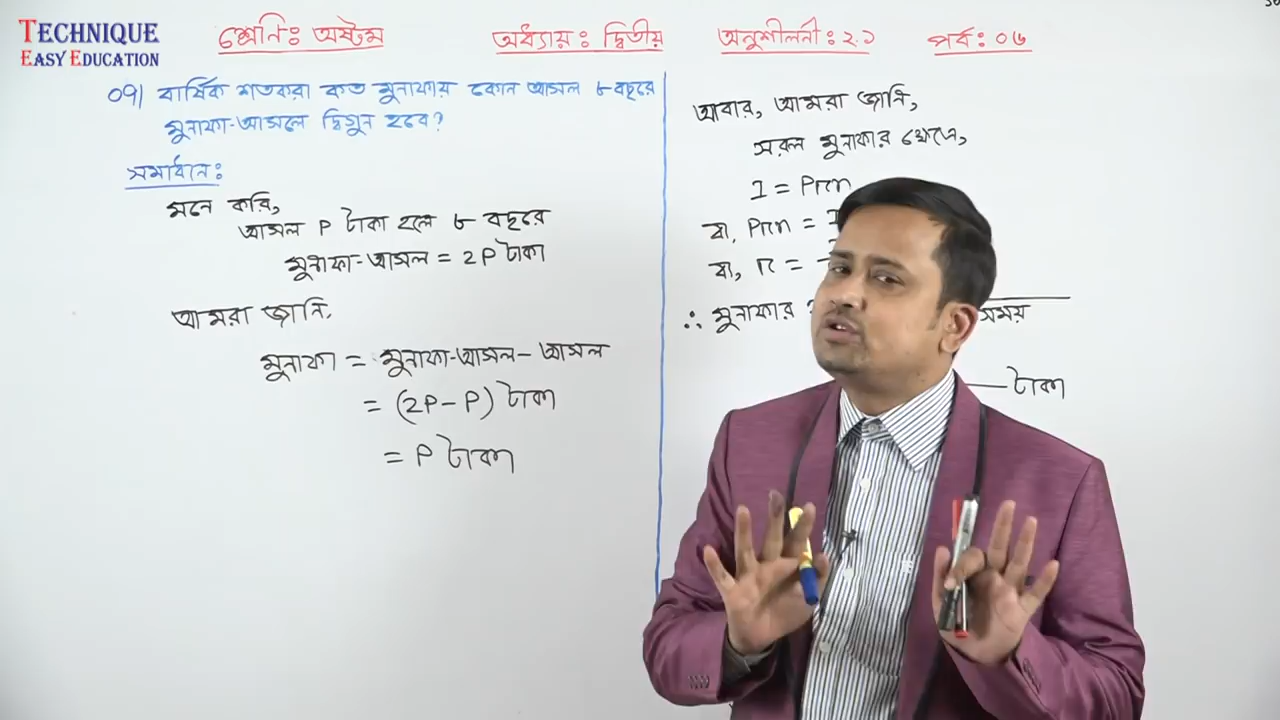 TECHNIQUE
EASY EDUCATION
শ্রেনি: অষ্টম
অধ্যায়: দ্বিতীয়
অনুশীলনী: ২.১
পর্ব: ০৬
০৭) বার্ষিক শতকরা কত মুনাফায় কোন আসল ৮ বছরে
মুনাফা-আসলে দ্বিগুন হবে?
সমাধান:
মনে করি,
আসল P টাকা হলে ৮ বছরে
মুনাফা-আসল = 2P টাকা
আমরা জানি,
মুনাফা = মুনাফা-আসল - আসল
= (2P - P) টাকা
= P টাকা
আবার, আমরা জানি,
সরল মুনাফার ক্ষেত্রে,
I = Prn
বা, Prn = I
বা, r =
∴ মুনাফার
সময়
টাকা